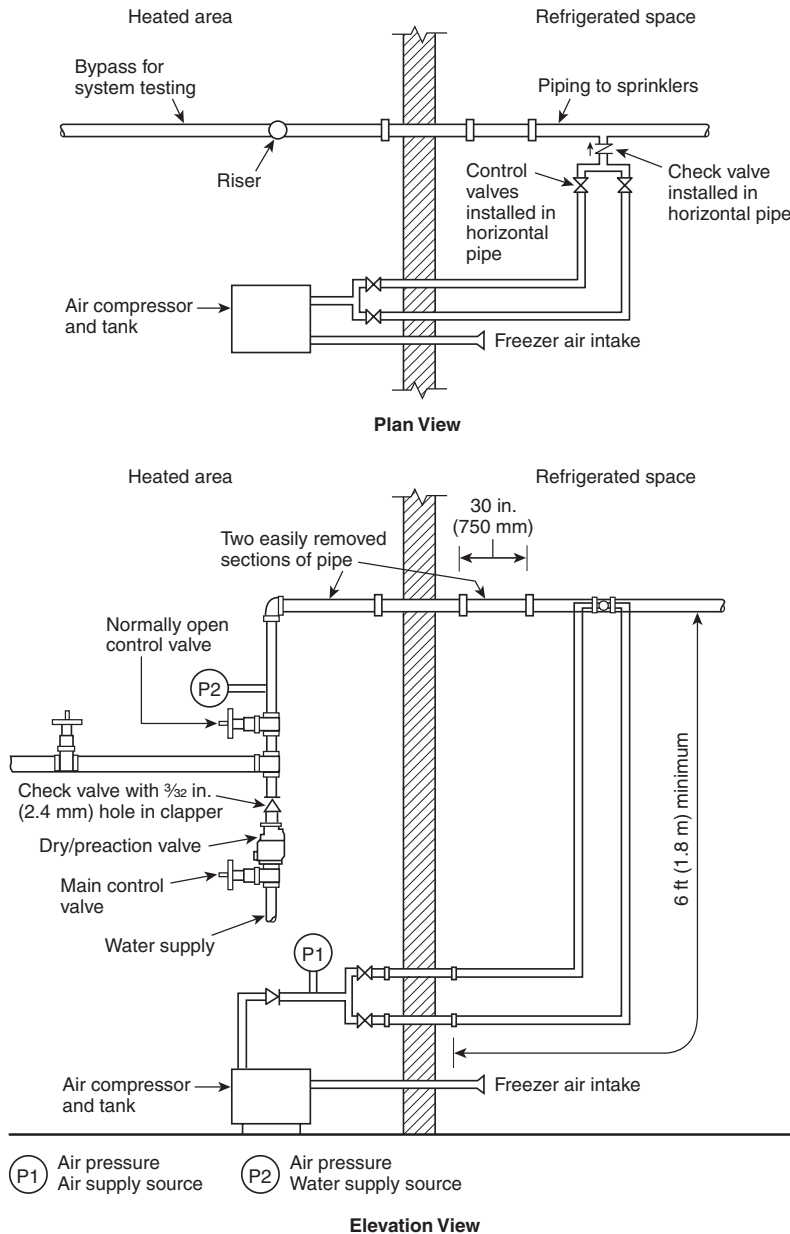 Heated area
Refrigerated space
Bypass for
system testing
Piping to sprinklers
Riser
Control
valves
installed in
horizontal
pipe
Check valve
installed in
horizontal pipe
Air compressor
and tank
Freezer air intake
Plan View
Heated area
Refrigerated space
30 in.
(750 mm)
Two easily removed
sections of pipe
Normally open
control valve
P2
Check valve with 3⁄32 in.
(2.4 mm) hole in clapper
Dry/preaction valve
Main control
valve
Water supply
P1
6 ft (1.8 m) minimum
Air compressor
and tank
Freezer air intake
P1 Air pressure
Air supply source
P2 Air pressure
Water supply source
Elevation View